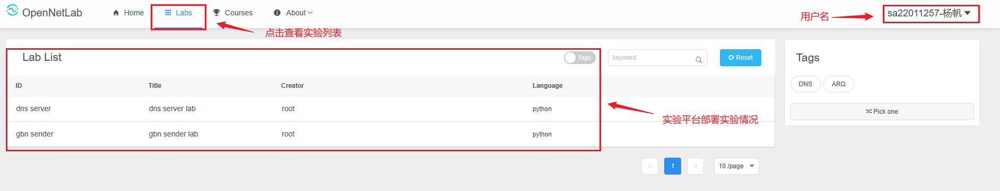 OpenNetLab Home Labs Courses About 用户名 sa22011257-杨帆
点击查看实验列表
Lab List Tags keyword Reset Tags
ID Title Creator Language DNS ARQ
dns server dns server lab root python Pick one
实验平台部署实验情况
gbn sender gbn sender lab root python
1 10 /page